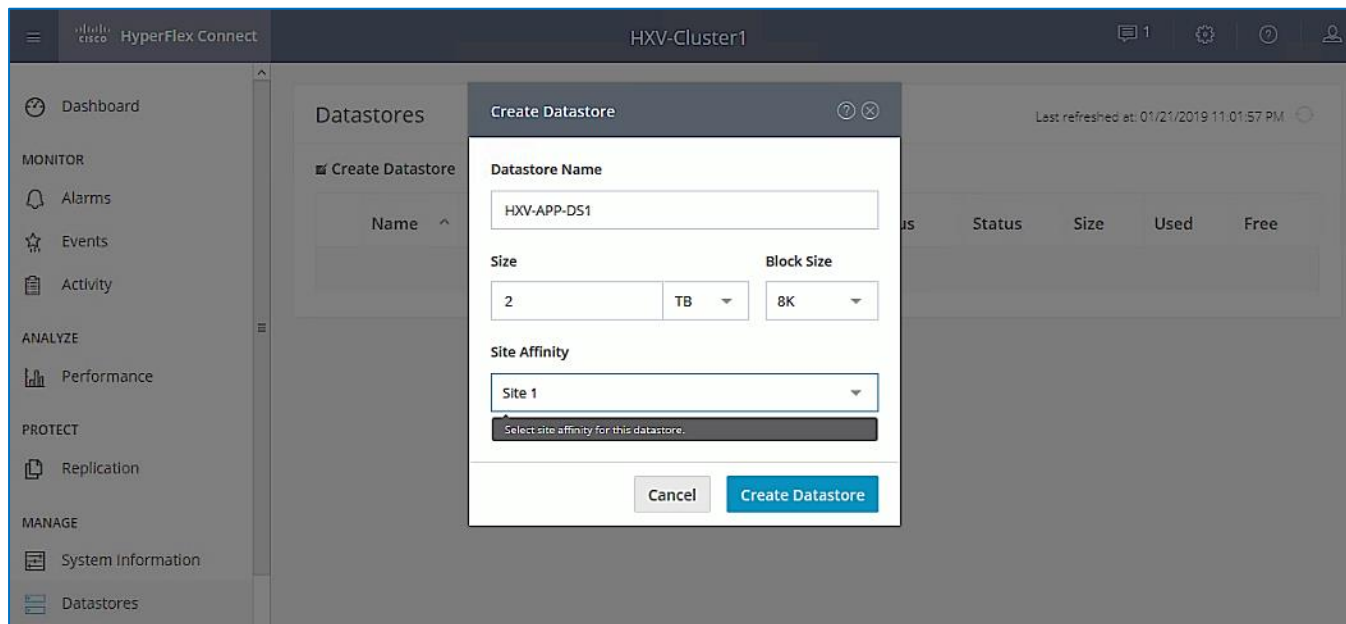 cisco HyperFlex Connect HXV-Cluster1 1
Dashboard
MONITOR
Alarms
Events
Activity
ANALYZE
Performance
PROTECT
Replication
MANAGE
System Information
Datastores
Datastores
Last refreshed at: 01/21/2019 11:01:57 PM
Create Datastore
Name us Status Size Used Free
Create Datastore
Datastore Name
HXV-APP-DS1
Size Block Size
2 TB 8K
Site Affinity
Site 1
Select site affinity for this datastore.
Cancel Create Datastore